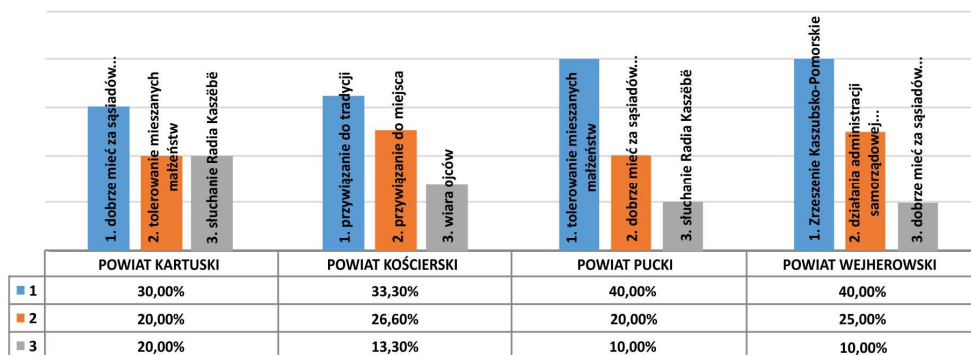 1. dobrze mieć za sąsiadów...
2. tolerowanie mieszanych
małżeństw
3. słuchanie Radia Kaszëbë
1. przywiązanie do tradycji
2. przywiązanie do miejsca
3. wiara ojców
1. tolerowanie mieszanych
małżeństw
2. dobrze mieć za sąsiadów...
3. słuchanie Radia Kaszëbë
1. Zrzeszenie Kaszubsko-Pomorskie
2. działania administracji
samorządowej...
3. dobrze mieć za sąsiadów...
POWIAT KARTUSKI POWIAT KOŚCIERSKI POWIAT PUCKI POWIAT WEJHEROWSKI
1 30,00% 33,30% 40,00% 40,00%
2 20,00% 26,60% 20,00% 25,00%
3 20,00% 13,30% 10,00% 10,00%